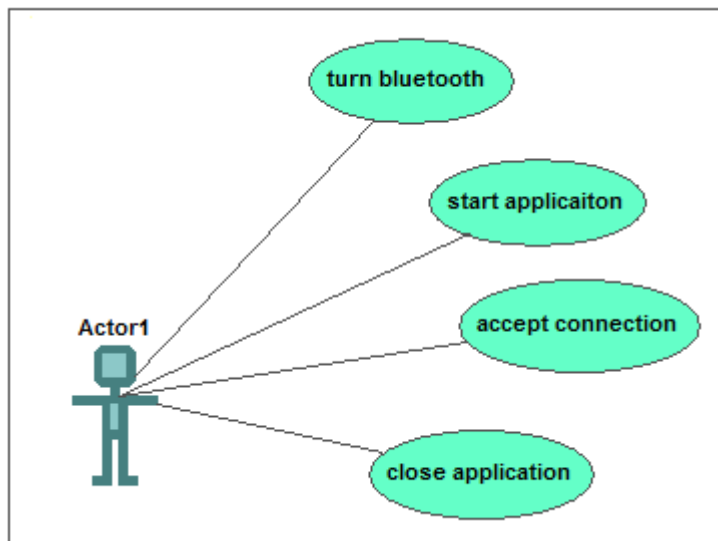 turn bluetooth
start applicaiton
Actor1
accept connection
close application